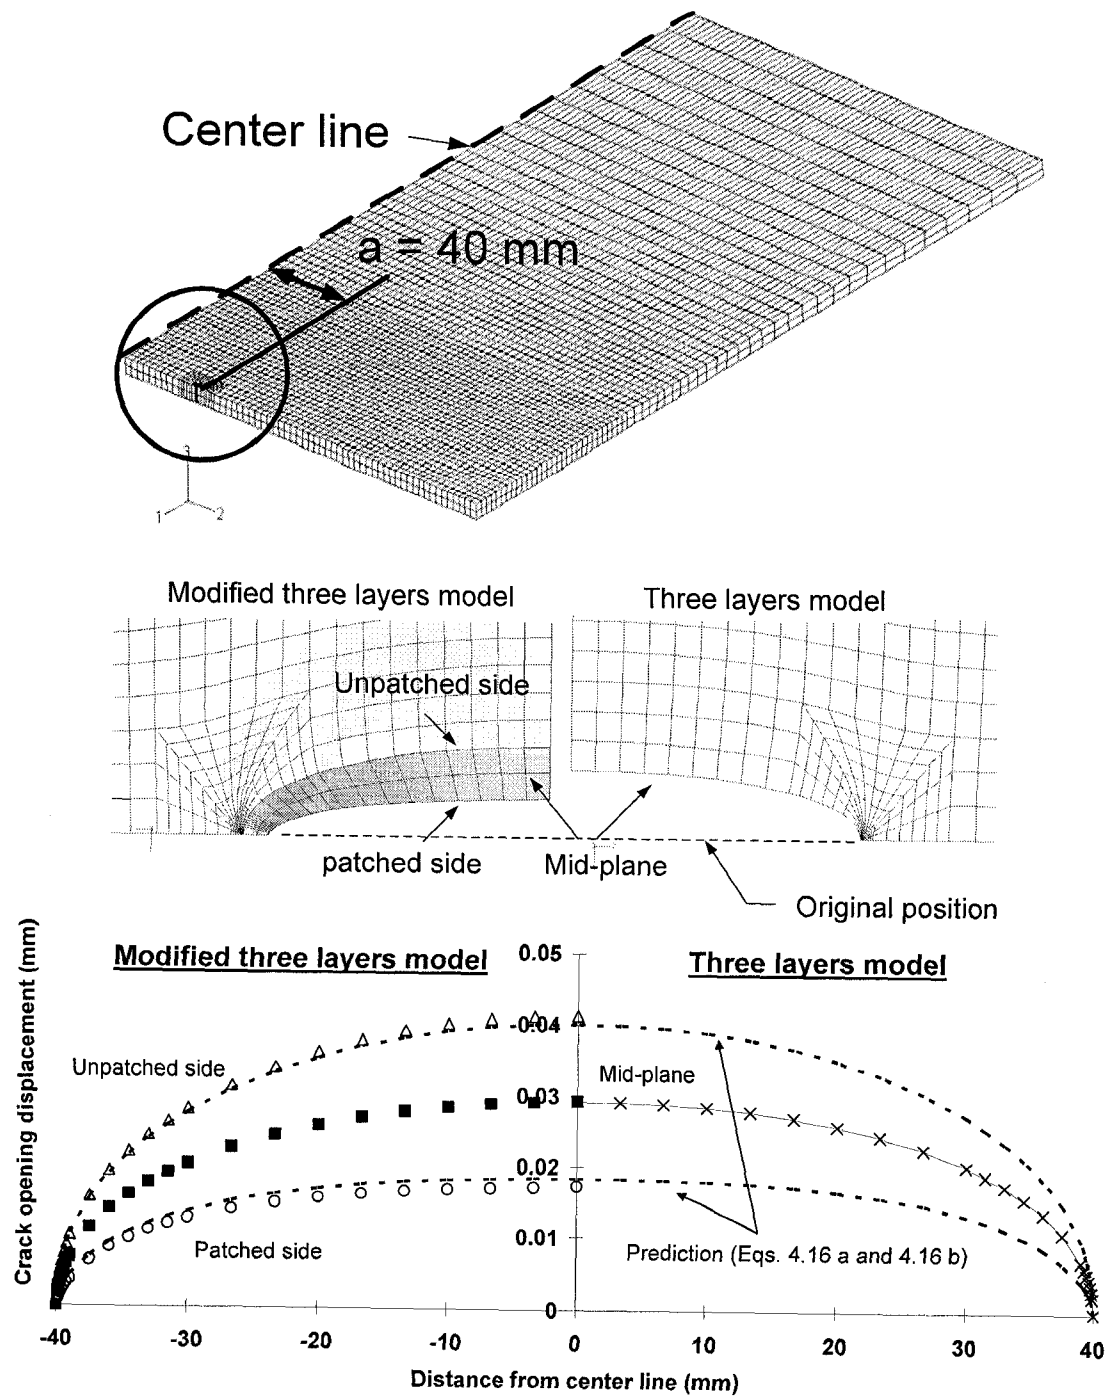 Center line
a = 40 mm
3
1
2
Modified three layers model
Three layers model
Unpatched side
patched side
Mid-plane
Original position
Crack opening displacement (mm)
Modified three layers model
Three layers model
0.05
0.04
0.03
0.02
0.01
0
Unpatched side
Mid-plane
Patched side
Prediction (Eqs. 4.16 a and 4.16 b)
-40
-30
-20
-10
0
10
20
30
40
Distance from center line (mm)